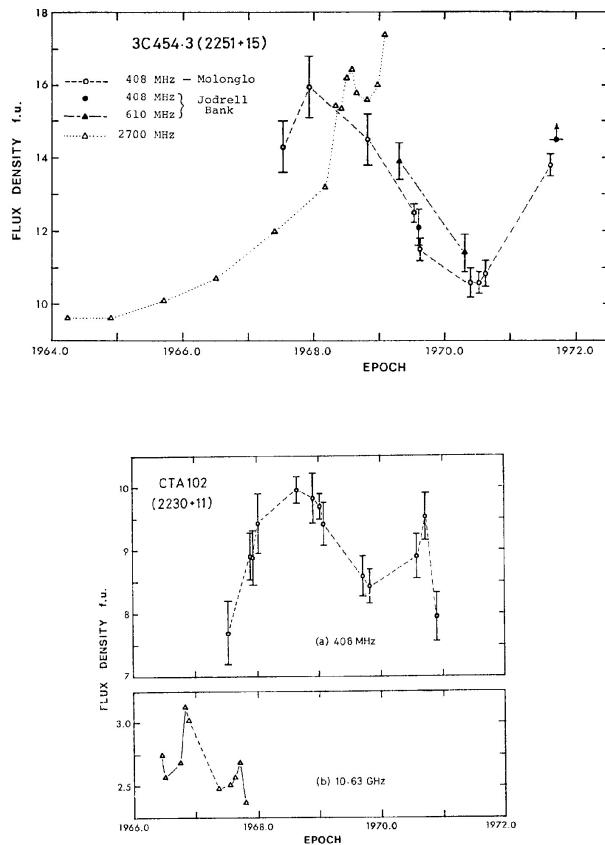 3C454·3 (2251+15)
408 MHz — Molonglo
408 MHz } Jodrell
610 MHz } Bank
2700 MHz
FLUX DENSITY f.u.
18
16
14
12
10
1964.0
1966.0
1968.0
1970.0
1972.0
EPOCH
CTA102
(2230+11)
FLUX DENSITY f.u.
10
9
8
7
(a) 408 MHz
3.0
2.5
(b) 10·63 GHz
1966.0
1968.0
1970.0
1972.0
EPOCH